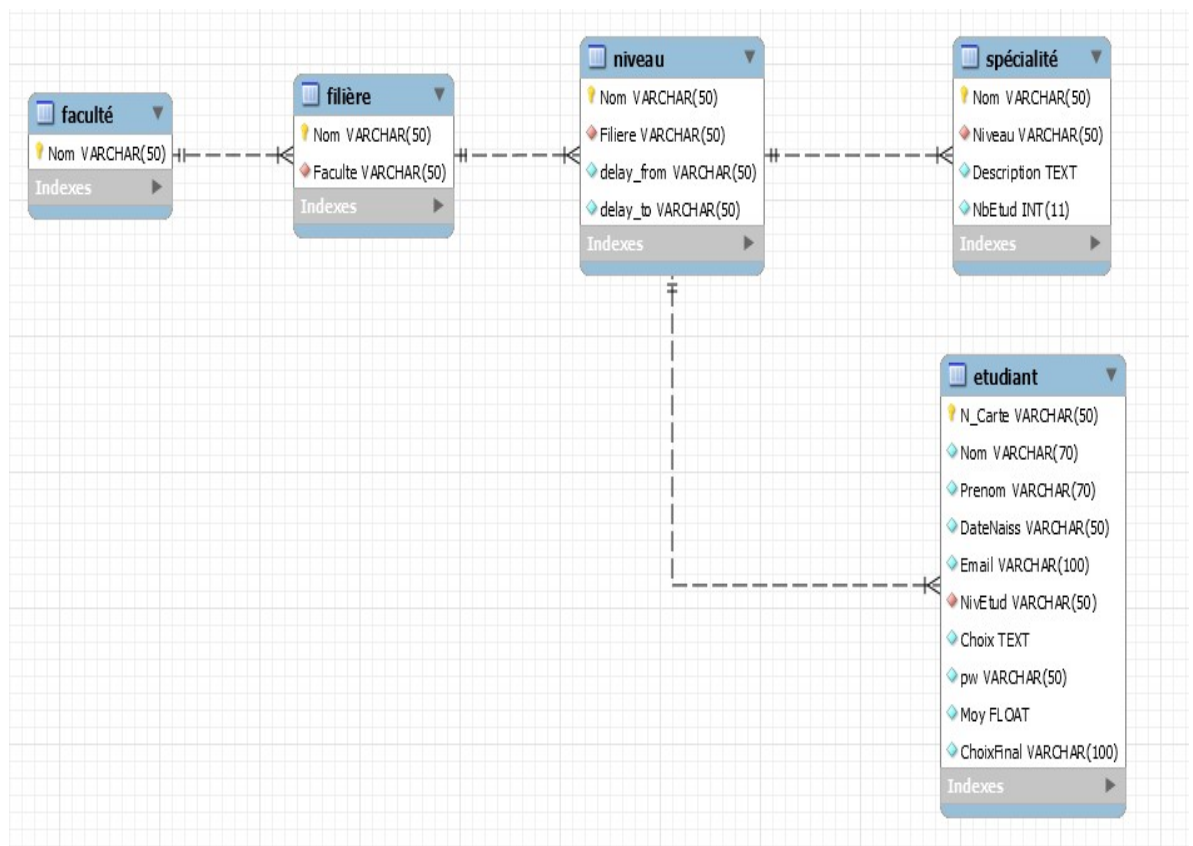 faculté
Nom VARCHAR(50)
Indexes
filière
Nom VARCHAR(50)
Faculte VARCHAR(50)
Indexes
niveau
Nom VARCHAR(50)
Filiere VARCHAR(50)
delay_from VARCHAR(50)
delay_to VARCHAR(50)
Indexes
spécialité
Nom VARCHAR(50)
Niveau VARCHAR(50)
Description TEXT
NbEtud INT(11)
Indexes
etudiant
N_Carte VARCHAR(50)
Nom VARCHAR(70)
Prenom VARCHAR(70)
DateNaiss VARCHAR(50)
Email VARCHAR(100)
NivEtud VARCHAR(50)
Choix TEXT
pw VARCHAR(50)
Moy FLOAT
ChoixFinal VARCHAR(100)
Indexes